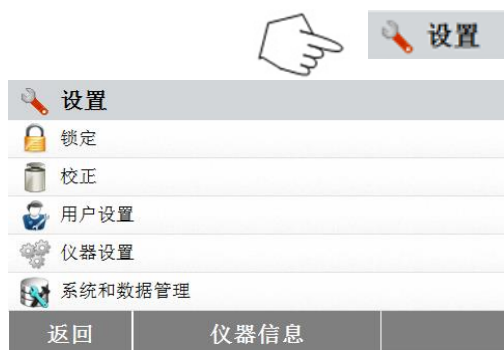 设置
设置
锁定
校正
用户设置
仪器设置
系统和数据管理
返回 仪器信息